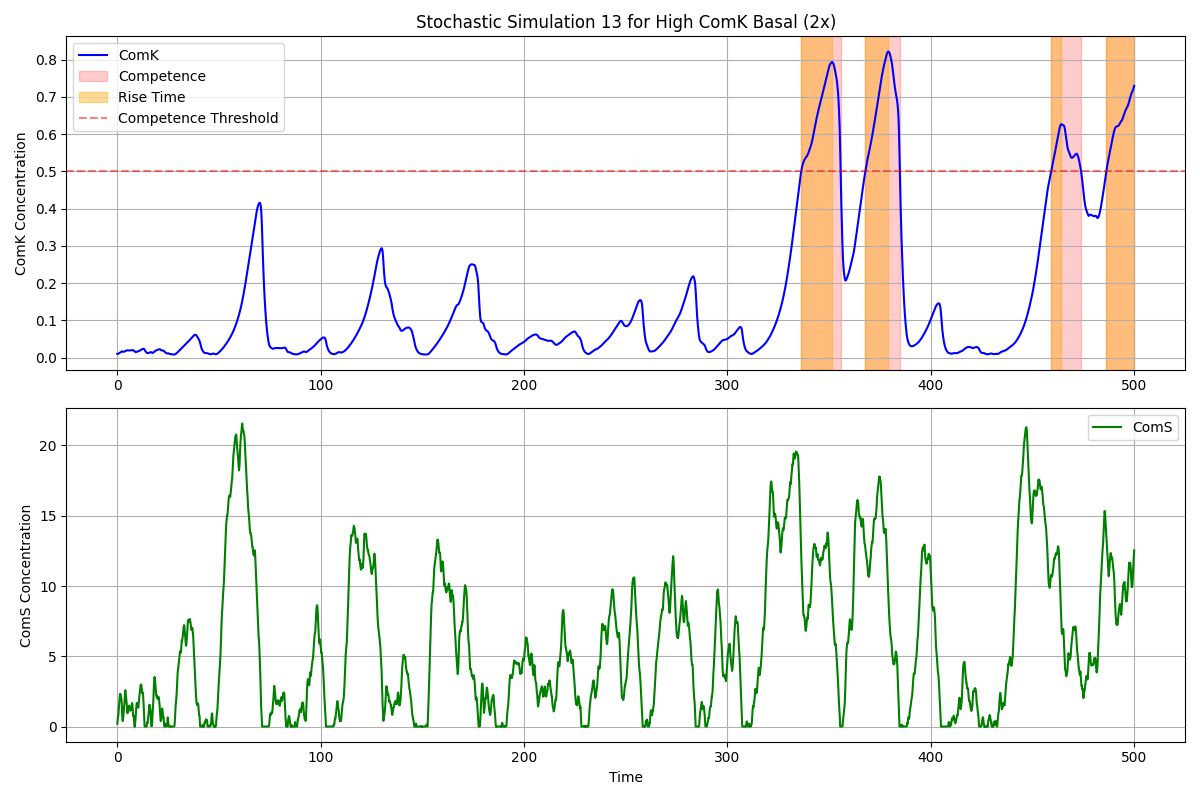 Stochastic Simulation 13 for High ComK Basal (2x)
ComK Concentration
0.8
0.7
0.6
0.5
0.4
0.3
0.2
0.1
0.0
ComK
Competence
Rise Time
Competence Threshold
0 100 200 300 400 500
ComS Concentration
20
15
10
5
0
ComS
0 100 200 300 400 500
Time